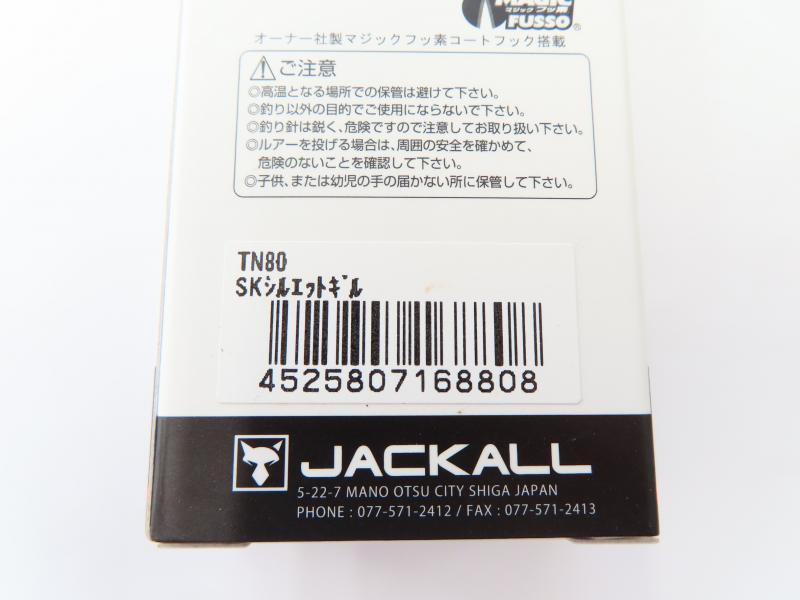 MAGIC
マジックフッ素
FUSSO®
オーナー社製マジックフッ素コートフック搭載
ご注意
◎高温となる場所での保管は避けて下さい。
◎釣り以外の目的でご使用にならないで下さい。
◎釣り針は鋭く、危険ですので注意してお取り扱い下さい。
◎ルアーを投げる場合は、周囲の安全を確かめて、
危険のないことを確認して下さい。
◎子供、または幼児の手の届かない所に保管して下さい。
TN80
SKｼﾙｴｯﾄｷﾞﾙ
4525807168808
JACKALL
5-22-7 MANO OTSU CITY SHIGA JAPAN
PHONE : 077-571-2412 / FAX : 077-571-2413